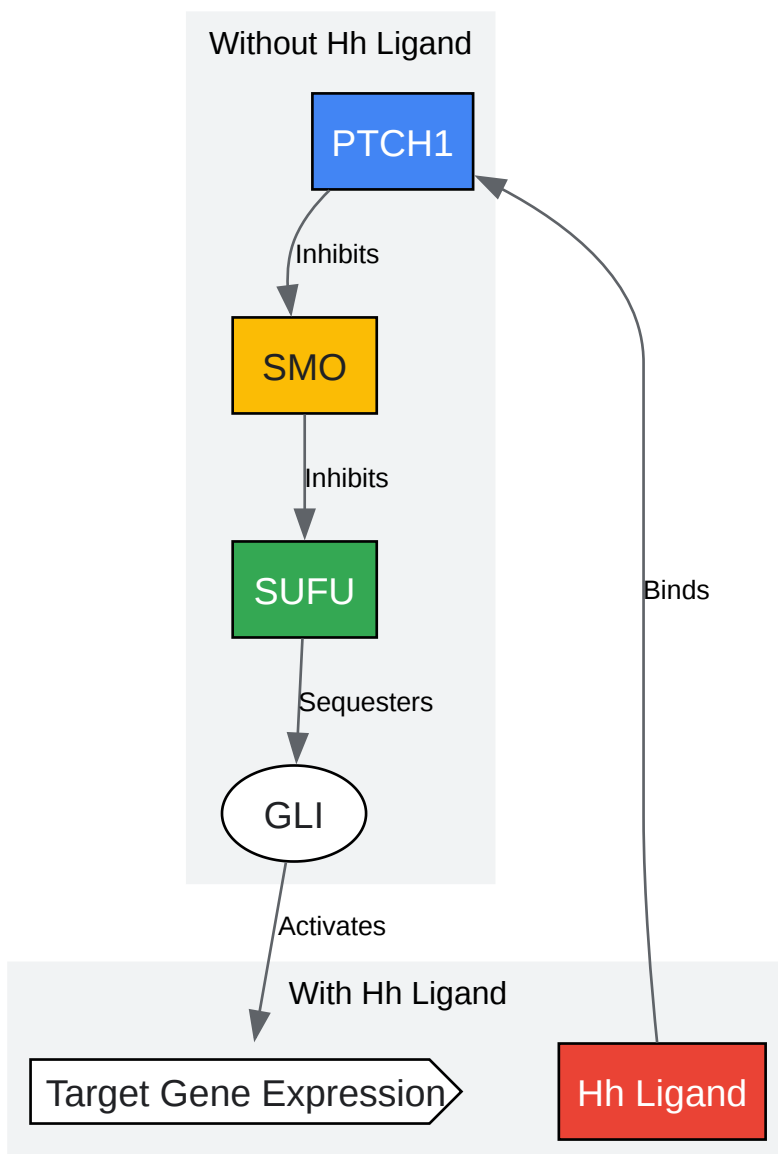 Without Hh Ligand
PTCH1
Inhibits
SMO
Inhibits
SUFU
Binds
Sequesters
GLI
Activates
With Hh Ligand
Target Gene Expression
Hh Ligand